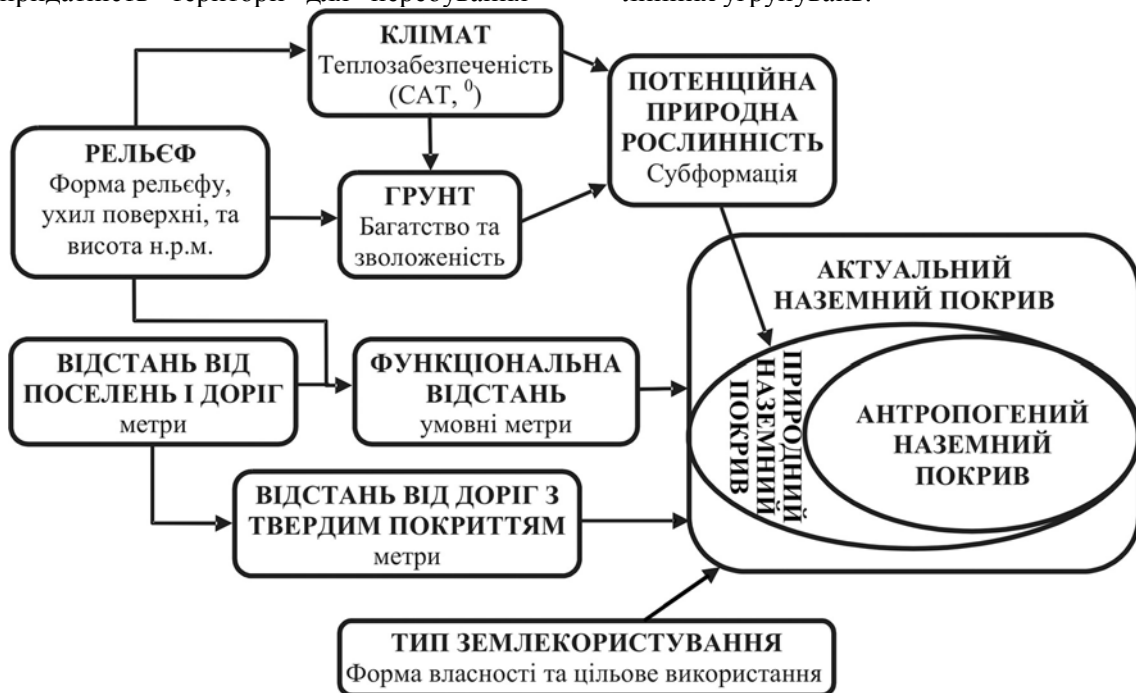 КЛІМАТ
Теплозабезпеченість
(САТ, ⁰)
ПОТЕНЦІЙНА
ПРИРОДНА
РОСЛИННІСТЬ
Субформація
РЕЛЬЄФ
Форма рельєфу,
ухил поверхні, та
висота н.р.м.
ГРУНТ
Багатство та
зволоженість
АКТУАЛЬНИЙ
НАЗЕМНИЙ ПОКРИВ
ВІДСТАНЬ ВІД
ПОСЕЛЕНЬ І ДОРІГ
метри
ФУНКЦІОНАЛЬНА
ВІДСТАНЬ
умовні метри
ПРИРОДНИЙ
НАЗЕМНИЙ
ПОКРИВ
АНТРОПОГЕНИЙ
НАЗЕМНИЙ
ПОКРИВ
ВІДСТАНЬ ВІД ДОРІГ З
ТВЕРДИМ ПОКРИТТЯМ
метри
ТИП ЗЕМЛЕКОРИСТУВАННЯ
Форма власності та цільове використання